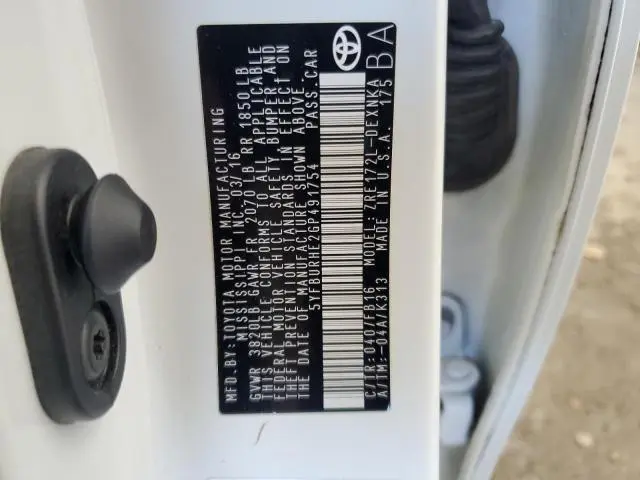 MFD.BY:TOYOTA MOTOR MANUFACTURING
MISSISSIPPI INC. 03/16
GVWR 3820LB GAWR FR 2070 LB RR 1850LB
THIS VEHICLE CONFORMS TO ALL APPLICABLE
FEDERAL MOTOR VEHICLE SAFETY BUMPER AND
THEFT PREVENTION STANDARDS IN EFFECT ON
THE DATE OF MANUFACTURE SHOWN ABOVE.
5YFBURHE2GP491754 PASS.CAR
C/TR:040/FB16 MODEL:ZRE172L-DEXNKA
A/TM:-04A/K313 MADE IN U.S.A. 175
BA